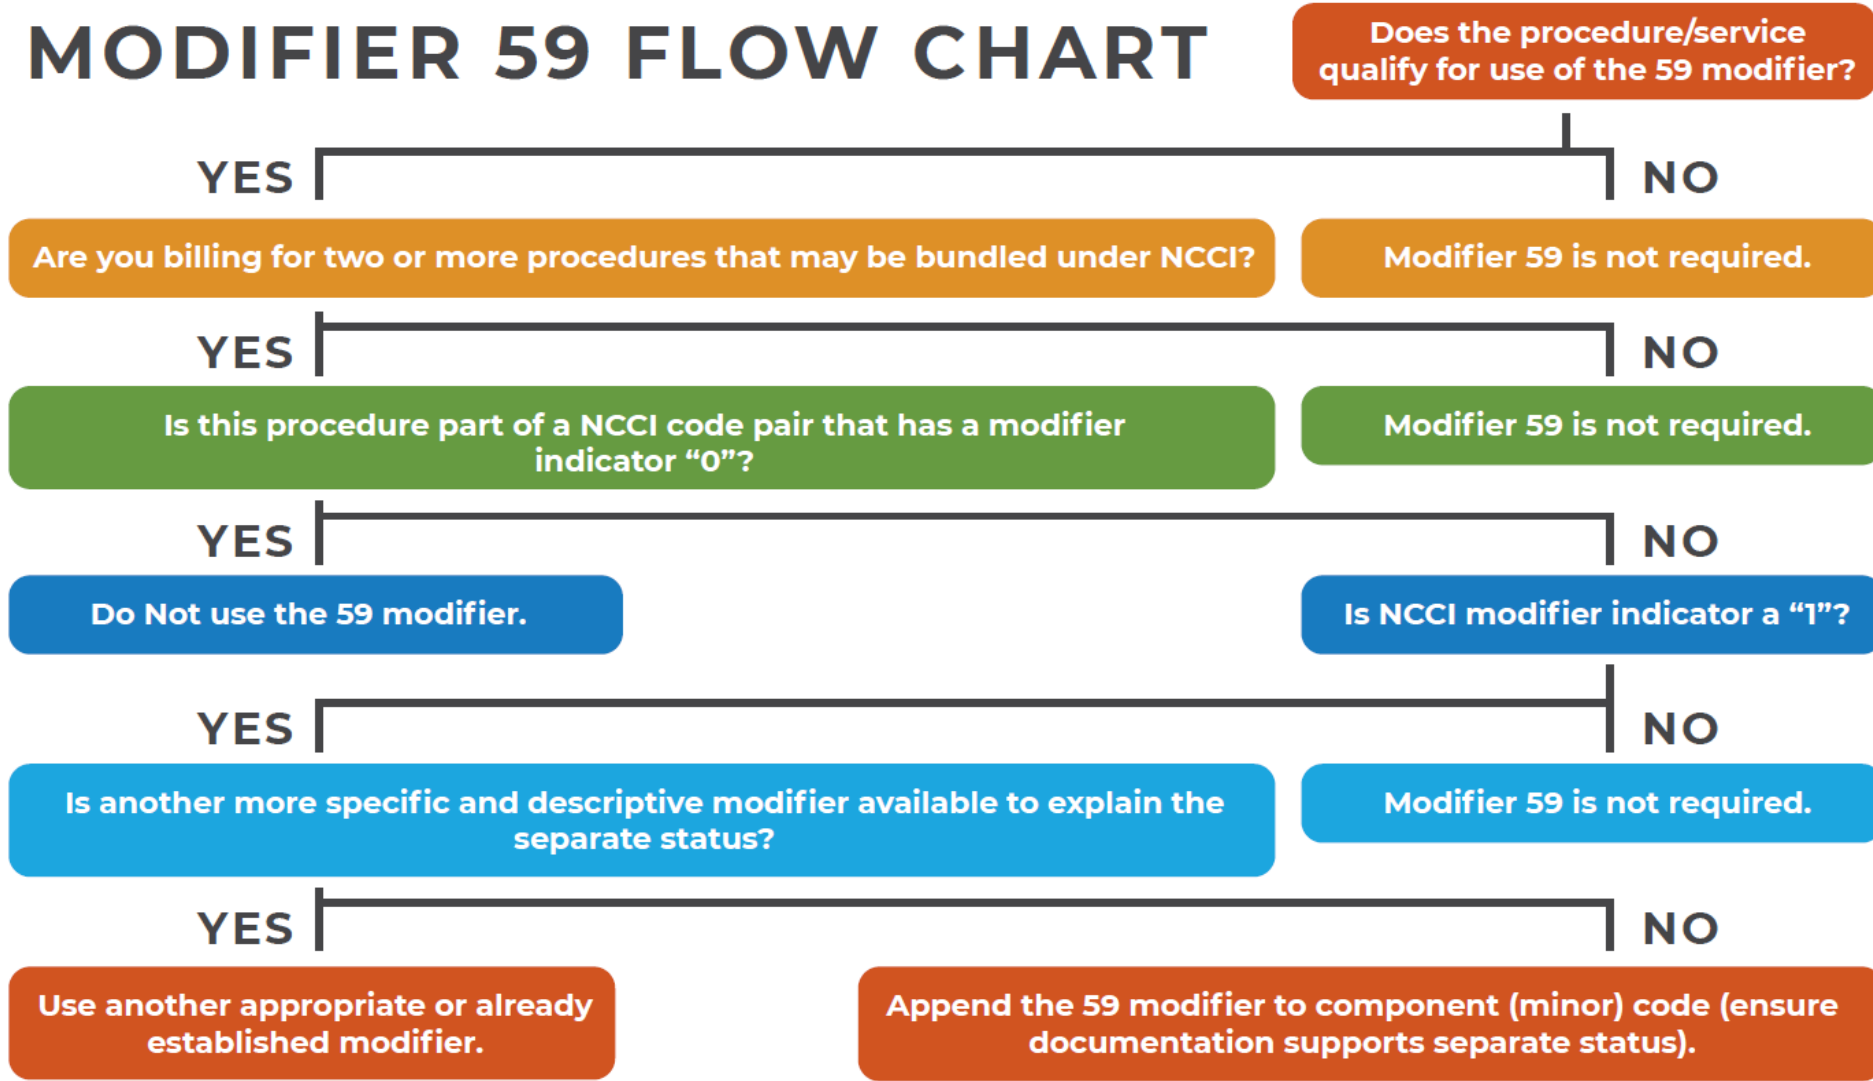 MODIFIER 59 FLOW CHART
Does the procedure/service
qualify for use of the 59 modifier?
YES
NO
Are you billing for two or more procedures that may be bundled under NCCI?
Modifier 59 is not required.
YES
NO
Is this procedure part of a NCCI code pair that has a modifier
indicator “0”?
Modifier 59 is not required.
YES
NO
Do Not use the 59 modifier.
Is NCCI modifier indicator a “1”?
YES
NO
Is another more specific and descriptive modifier available to explain the
separate status?
Modifier 59 is not required.
YES
NO
Use another appropriate or already
established modifier.
Append the 59 modifier to component (minor) code (ensure
documentation supports separate status).